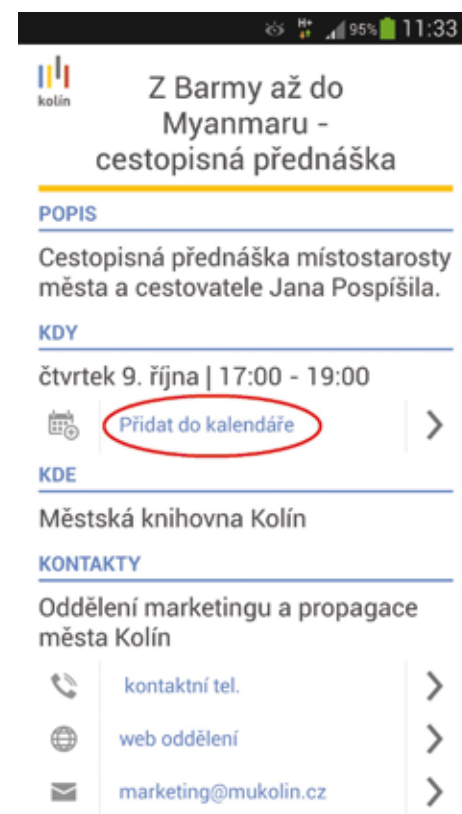 H+ 95% 11:33
kolín
Z Barmy až do
Myanmaru -
cestopisná přednáška
POPIS
Cestopisná přednáška místostarosty
města a cestovatele Jana Pospíšila.
KDY
čtvrtek 9. října | 17:00 - 19:00
Přidat do kalendáře
KDE
Městská knihovna Kolín
KONTAKTY
Oddělení marketingu a propagace
města Kolín
kontaktní tel.
web oddělení
marketing@mukolin.cz